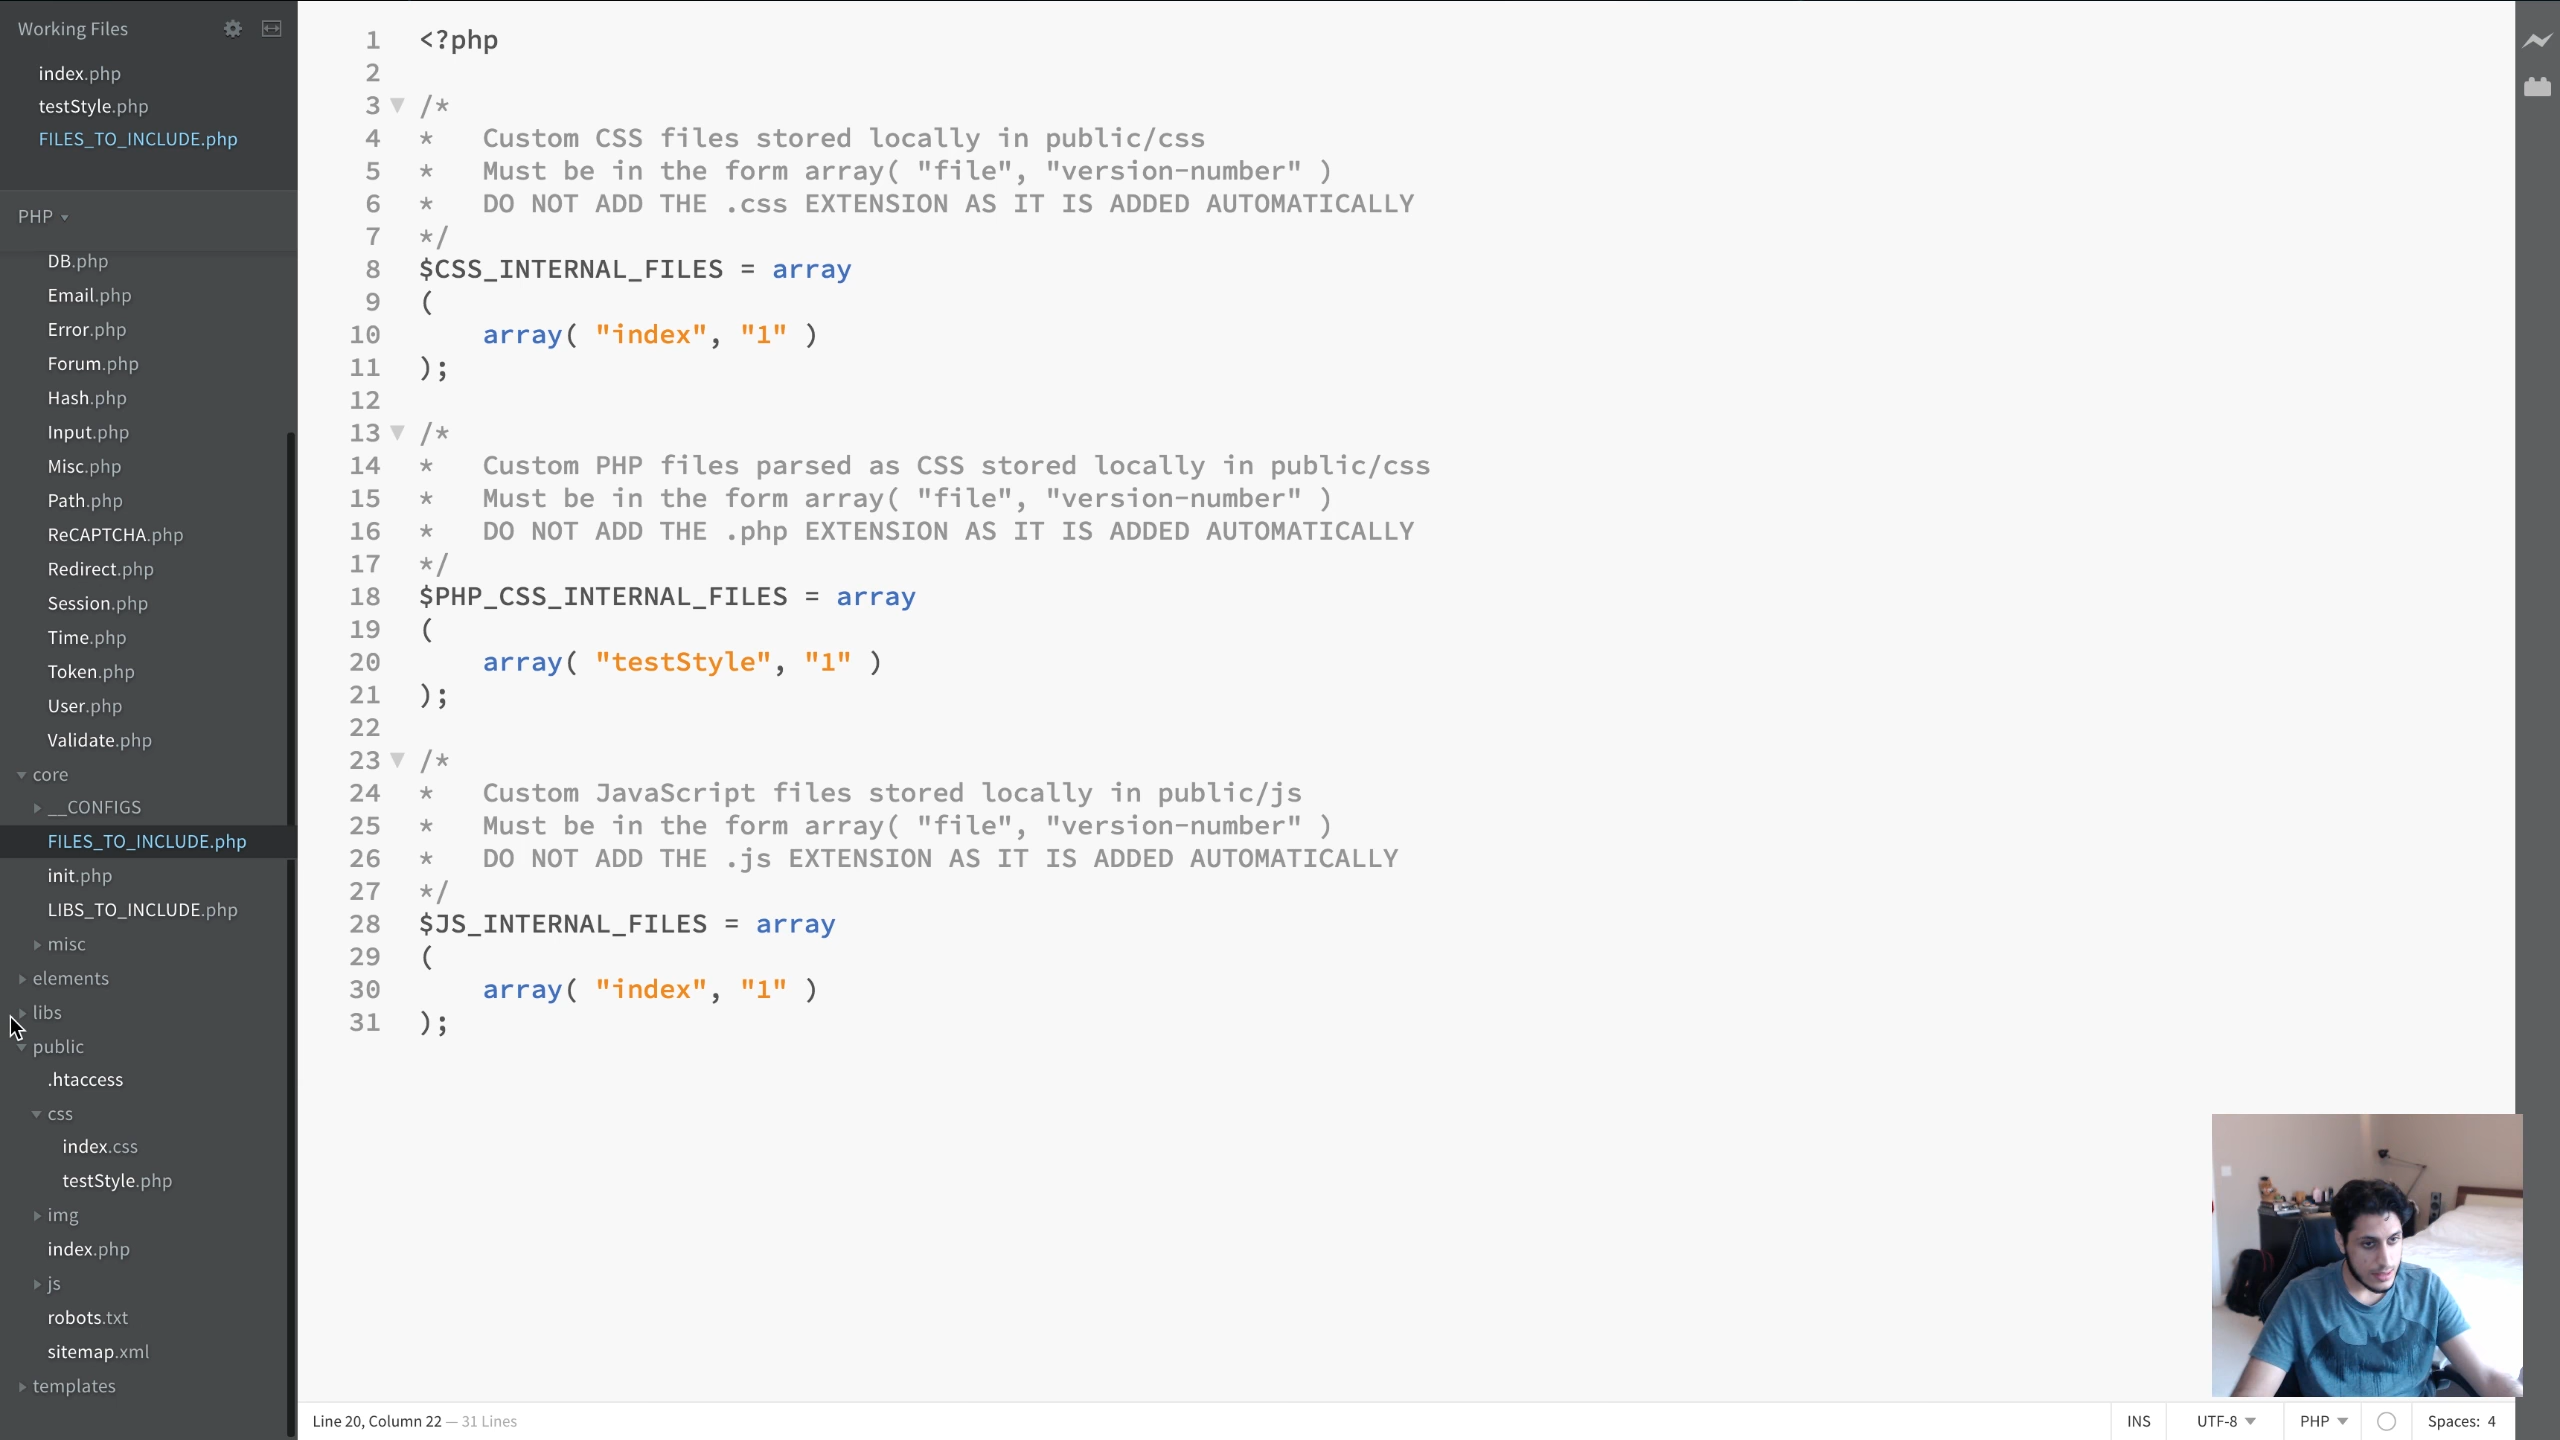 Working Files
index.php
testStyle.php
FILES_TO_INCLUDE.php
PHP
DB.php
Email.php
Error.php
Forum.php
Hash.php
Input.php
Misc.php
Path.php
ReCAPTCHA.php
Redirect.php
Session.php
Time.php
Token.php
User.php
Validate.php
core
__CONFIGS
FILES_TO_INCLUDE.php
init.php
LIBS_TO_INCLUDE.php
misc
elements
libs
public
.htaccess
css
index.css
testStyle.php
img
index.php
js
robots.txt
sitemap.xml
templates
1 <?php
2
3 /*
4 *   Custom CSS files stored locally in public/css
5 *   Must be in the form array( "file", "version-number" )
6 *   DO NOT ADD THE .css EXTENSION AS IT IS ADDED AUTOMATICALLY
7 */
8 $CSS_INTERNAL_FILES = array
9 (
10     array( "index", "1" )
11 );
12
13 /*
14 *   Custom PHP files parsed as CSS stored locally in public/css
15 *   Must be in the form array( "file", "version-number" )
16 *   DO NOT ADD THE .php EXTENSION AS IT IS ADDED AUTOMATICALLY
17 */
18 $PHP_CSS_INTERNAL_FILES = array
19 (
20     array( "testStyle", "1" )
21 );
22
23 /*
24 *   Custom JavaScript files stored locally in public/js
25 *   Must be in the form array( "file", "version-number" )
26 *   DO NOT ADD THE .js EXTENSION AS IT IS ADDED AUTOMATICALLY
27 */
28 $JS_INTERNAL_FILES = array
29 (
30     array( "index", "1" )
31 );
Line 20, Column 22 — 31 Lines
INS UTF-8 PHP Spaces: 4